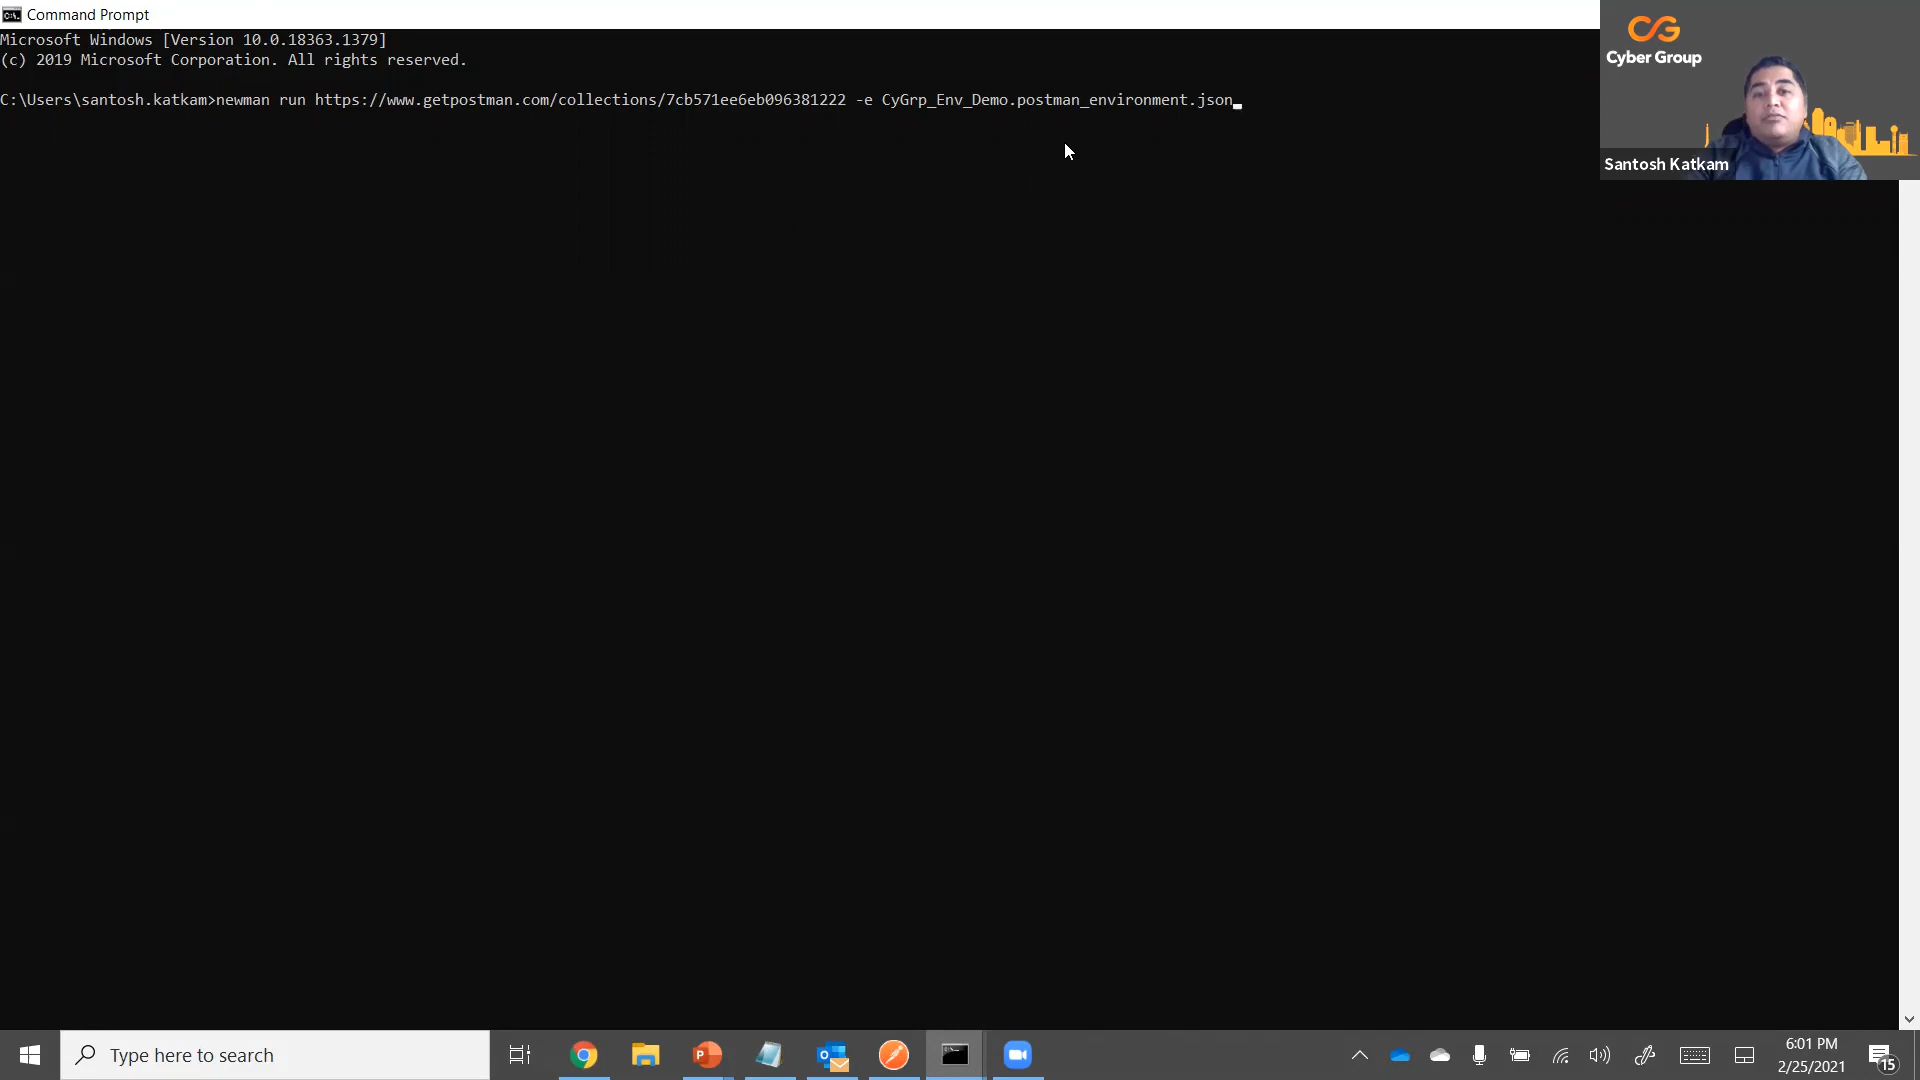 Command Prompt
Microsoft Windows [Version 10.0.18363.1379]
(c) 2019 Microsoft Corporation. All rights reserved.
C:\Users\santosh.katkam>newman run https://www.getpostman.com/collections/7cb571ee6eb096381222 -e CyGrp_Env_Demo.postman_environment.json
CG
Cyber Group
Santosh Katkam
Type here to search
6:01 PM
2/25/2021
15